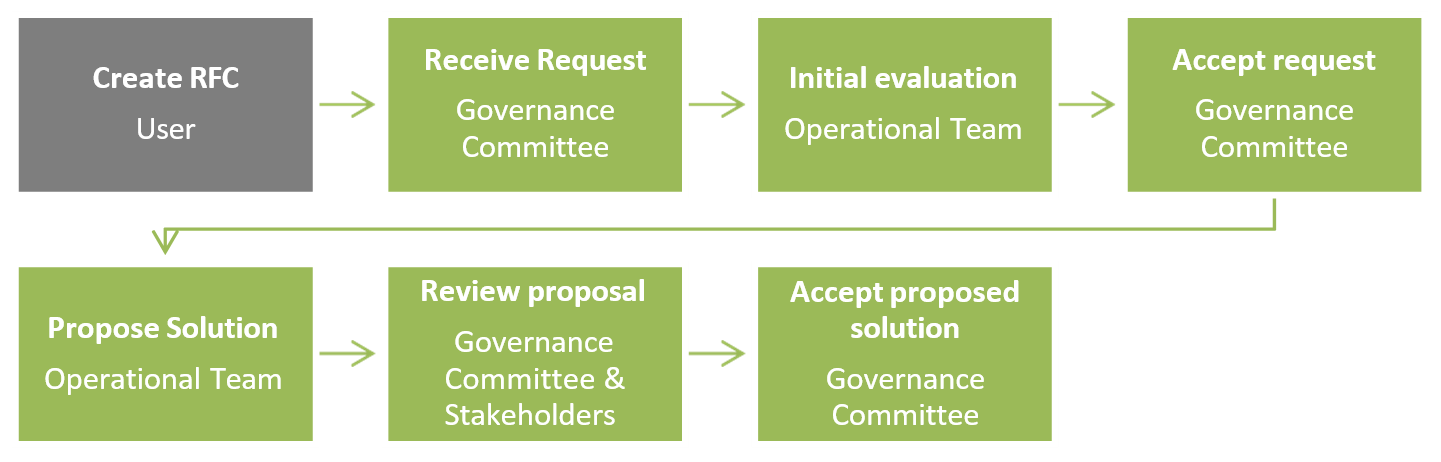 Create RFC
User
Receive Request
Governance
Committee
Initial evaluation
Operational Team
Accept request
Governance
Committee
Propose Solution
Operational Team
Review proposal
Governance
Committee &
Stakeholders
Accept proposed
solution
Governance
Committee